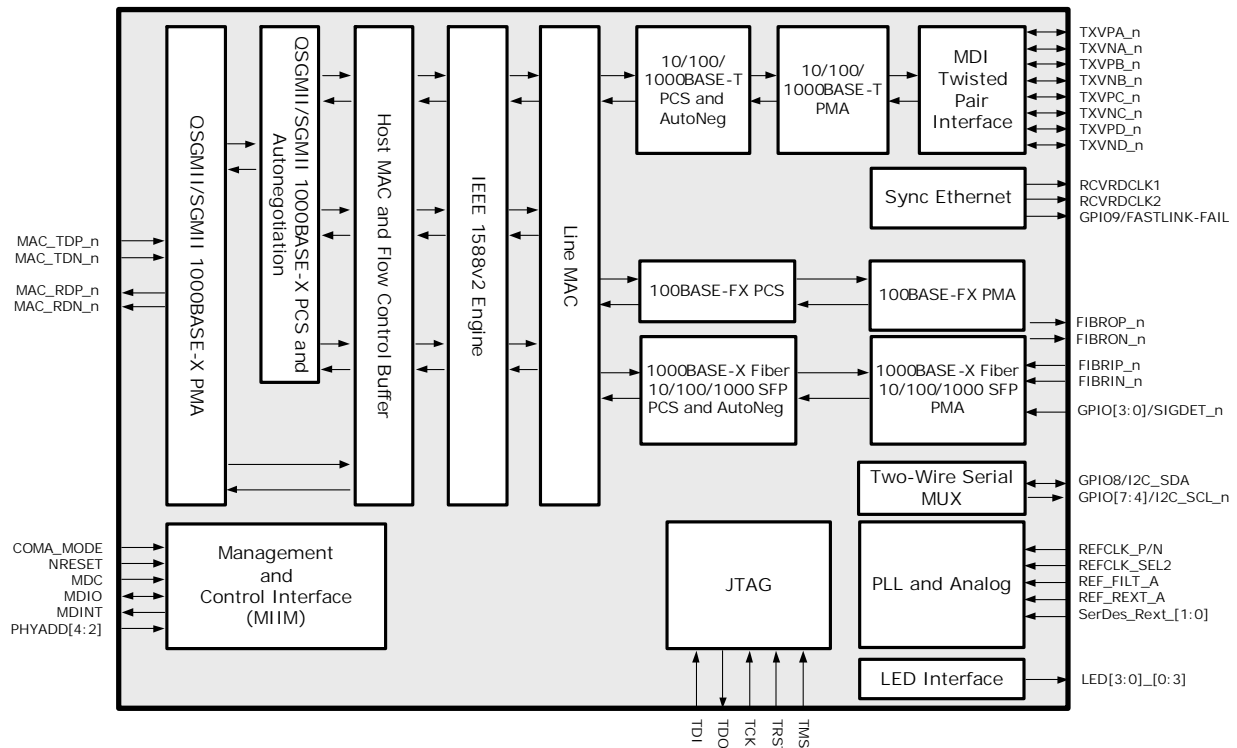 MAC_TDP_n
MAC_TDN_n
MAC_RDP_n
MAC_RDN_n
QSGMII/SGMII 1000BASE-X PMA
QSGMII/SGMII 1000BASE-X PCS and
Autonegotiation
Host MAC and Flow Control Buffer
IEEE 1588v2 Engine
Line MAC
10/100/
1000BASE-T
PCS and
AutoNeg
10/100/
1000BASE-T
PMA
MDI
Twisted
Pair
Interface
TXVPA_n
TXVNA_n
TXVPB_n
TXVNB_n
TXVPC_n
TXVNC_n
TXVPD_n
TXVND_n
Sync Ethernet
RCVRDCLK1
RCVRDCLK2
GPIO9/FASTLINK-FAIL
100BASE-FX PCS
100BASE-FX PMA
FIBROP_n
FIBRON_n
1000BASE-X Fiber
10/100/1000 SFP
PCS and AutoNeg
1000BASE-X Fiber
10/100/1000 SFP
PMA
FIBRIP_n
FIBRIN_n
GPIO[3:0]/SIGDET_n
Two-Wire Serial
MUX
GPIO8/I2C_SDA
GPIO[7:4]/I2C_SCL_n
COMA_MODE
NRESET
MDC
MDIO
MDINT
PHYADD[4:2]
Management
and
Control Interface
(MIIM)
JTAG
TDI
TDO
TCK
TMS
PLL and Analog
REFCLK_P/N
REFCLK_SEL2
REF_FILT_A
REF_REXT_A
SerDes_Rext_[1:0]
LED Interface
LED[3:0]_[0:3]